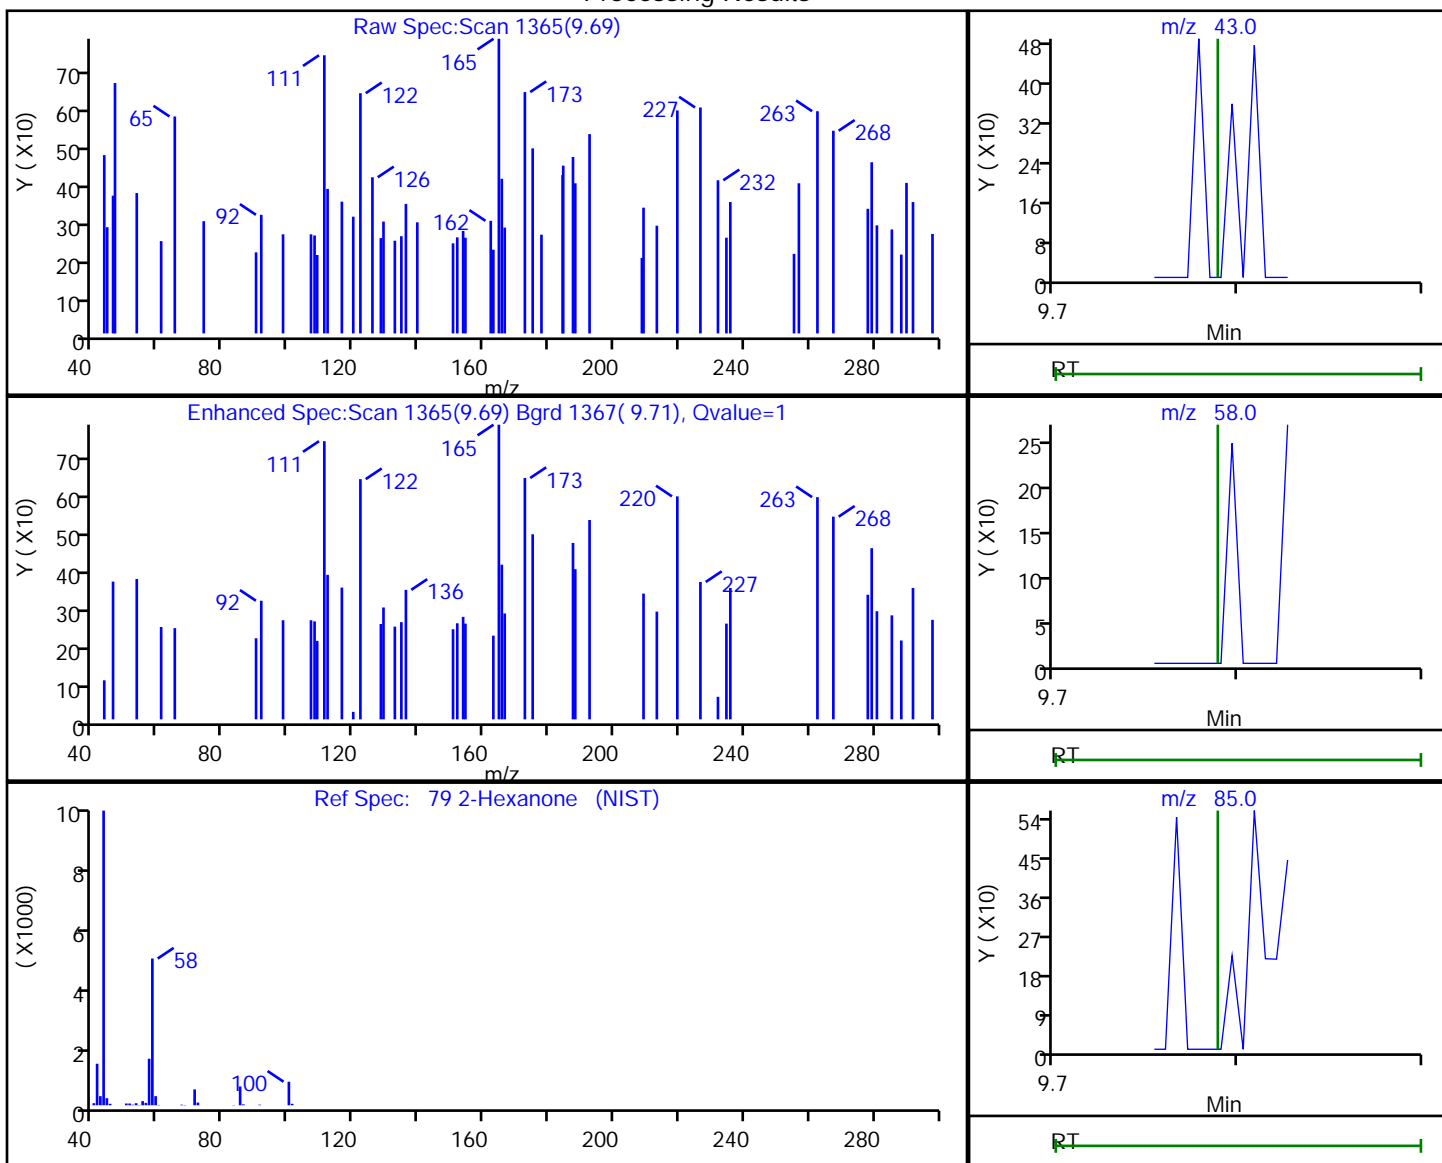 Processing Results
Raw Spec:Scan 1365(9.69)
Y ( X10)
70
60
50
40
30
20
10
0
65
92
111
122
126
162
165
173
227
232
263
268
40 80 120 160 200 240 280
m/z
m/z 43.0
Y ( X10)
48
40
32
24
16
8
0
9.7
Min
RT
Enhanced Spec:Scan 1365(9.69) Bgrd 1367( 9.71), Qvalue=1
Y ( X10)
70
60
50
40
30
20
10
0
92
111
122
136
165
173
220
227
263
268
40 80 120 160 200 240 280
m/z
m/z 58.0
Y ( X10)
25
20
15
10
5
0
9.7
Min
RT
Ref Spec: 79 2-Hexanone (NIST)
( X1000)
10
8
6
4
2
0
58
100
40 80 120 160 200 240 280
m/z 85.0
Y ( X10)
54
45
36
27
18
9
0
9.7
Min
RT